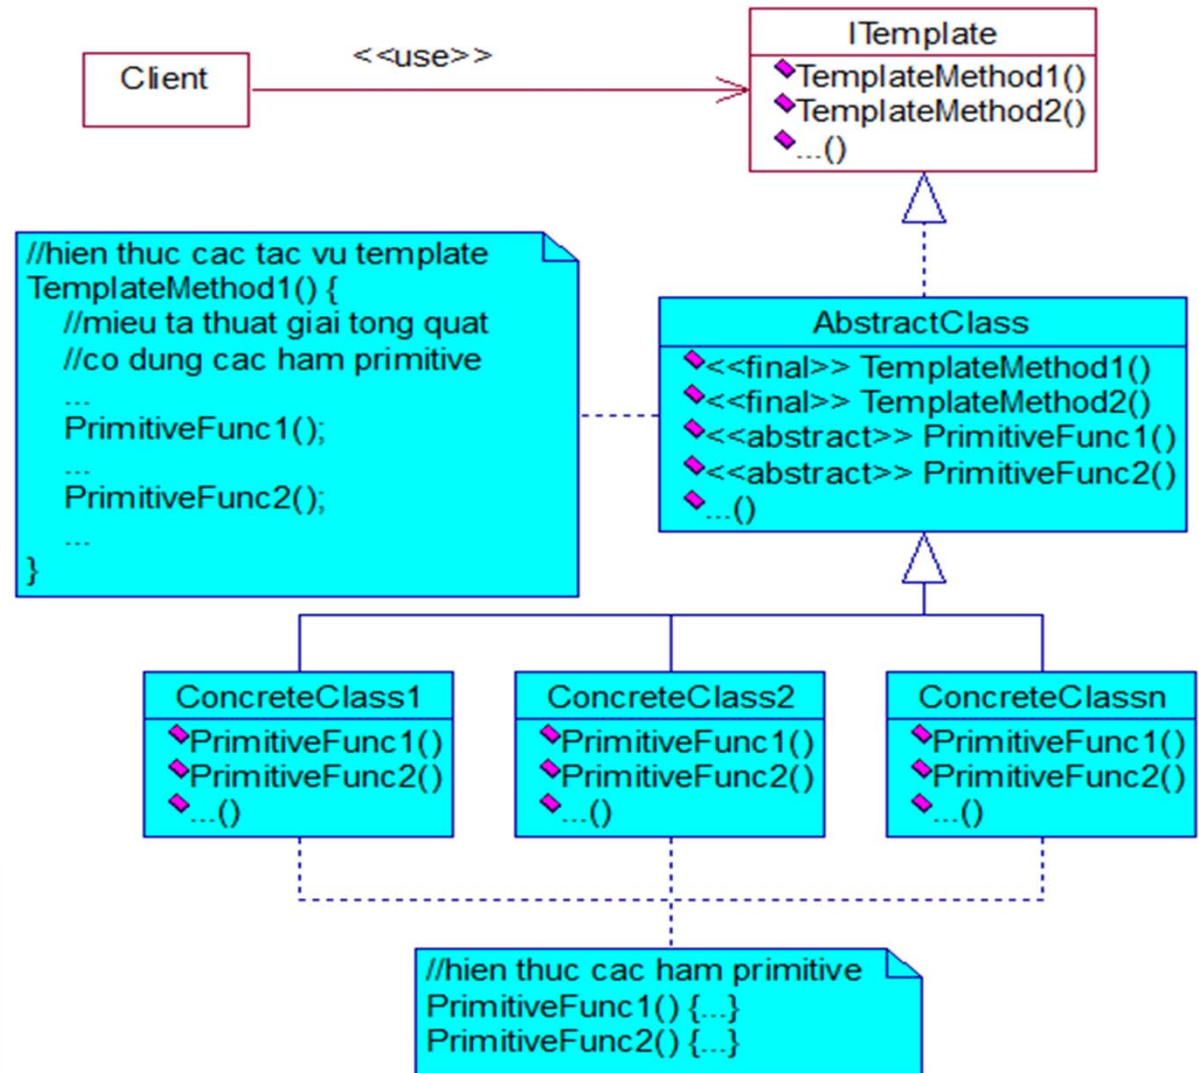 Client
<<use>>
ITemplate
TemplateMethod1()
TemplateMethod2()
...()
//hien thuc cac tac vu template
TemplateMethod1() {
//mieu ta thuat giai tong quat
//co dung cac ham primitive
...
PrimitiveFunc1();
...
PrimitiveFunc2();
...
}
AbstractClass
<<final>> TemplateMethod1()
<<final>> TemplateMethod2()
<<abstract>> PrimitiveFunc1()
<<abstract>> PrimitiveFunc2()
...()
ConcreteClass1
PrimitiveFunc1()
PrimitiveFunc2()
...()
ConcreteClass2
PrimitiveFunc1()
PrimitiveFunc2()
...()
ConcreteClassn
PrimitiveFunc1()
PrimitiveFunc2()
...()
//hien thuc cac ham primitive
PrimitiveFunc1() {...}
PrimitiveFunc2() {...}